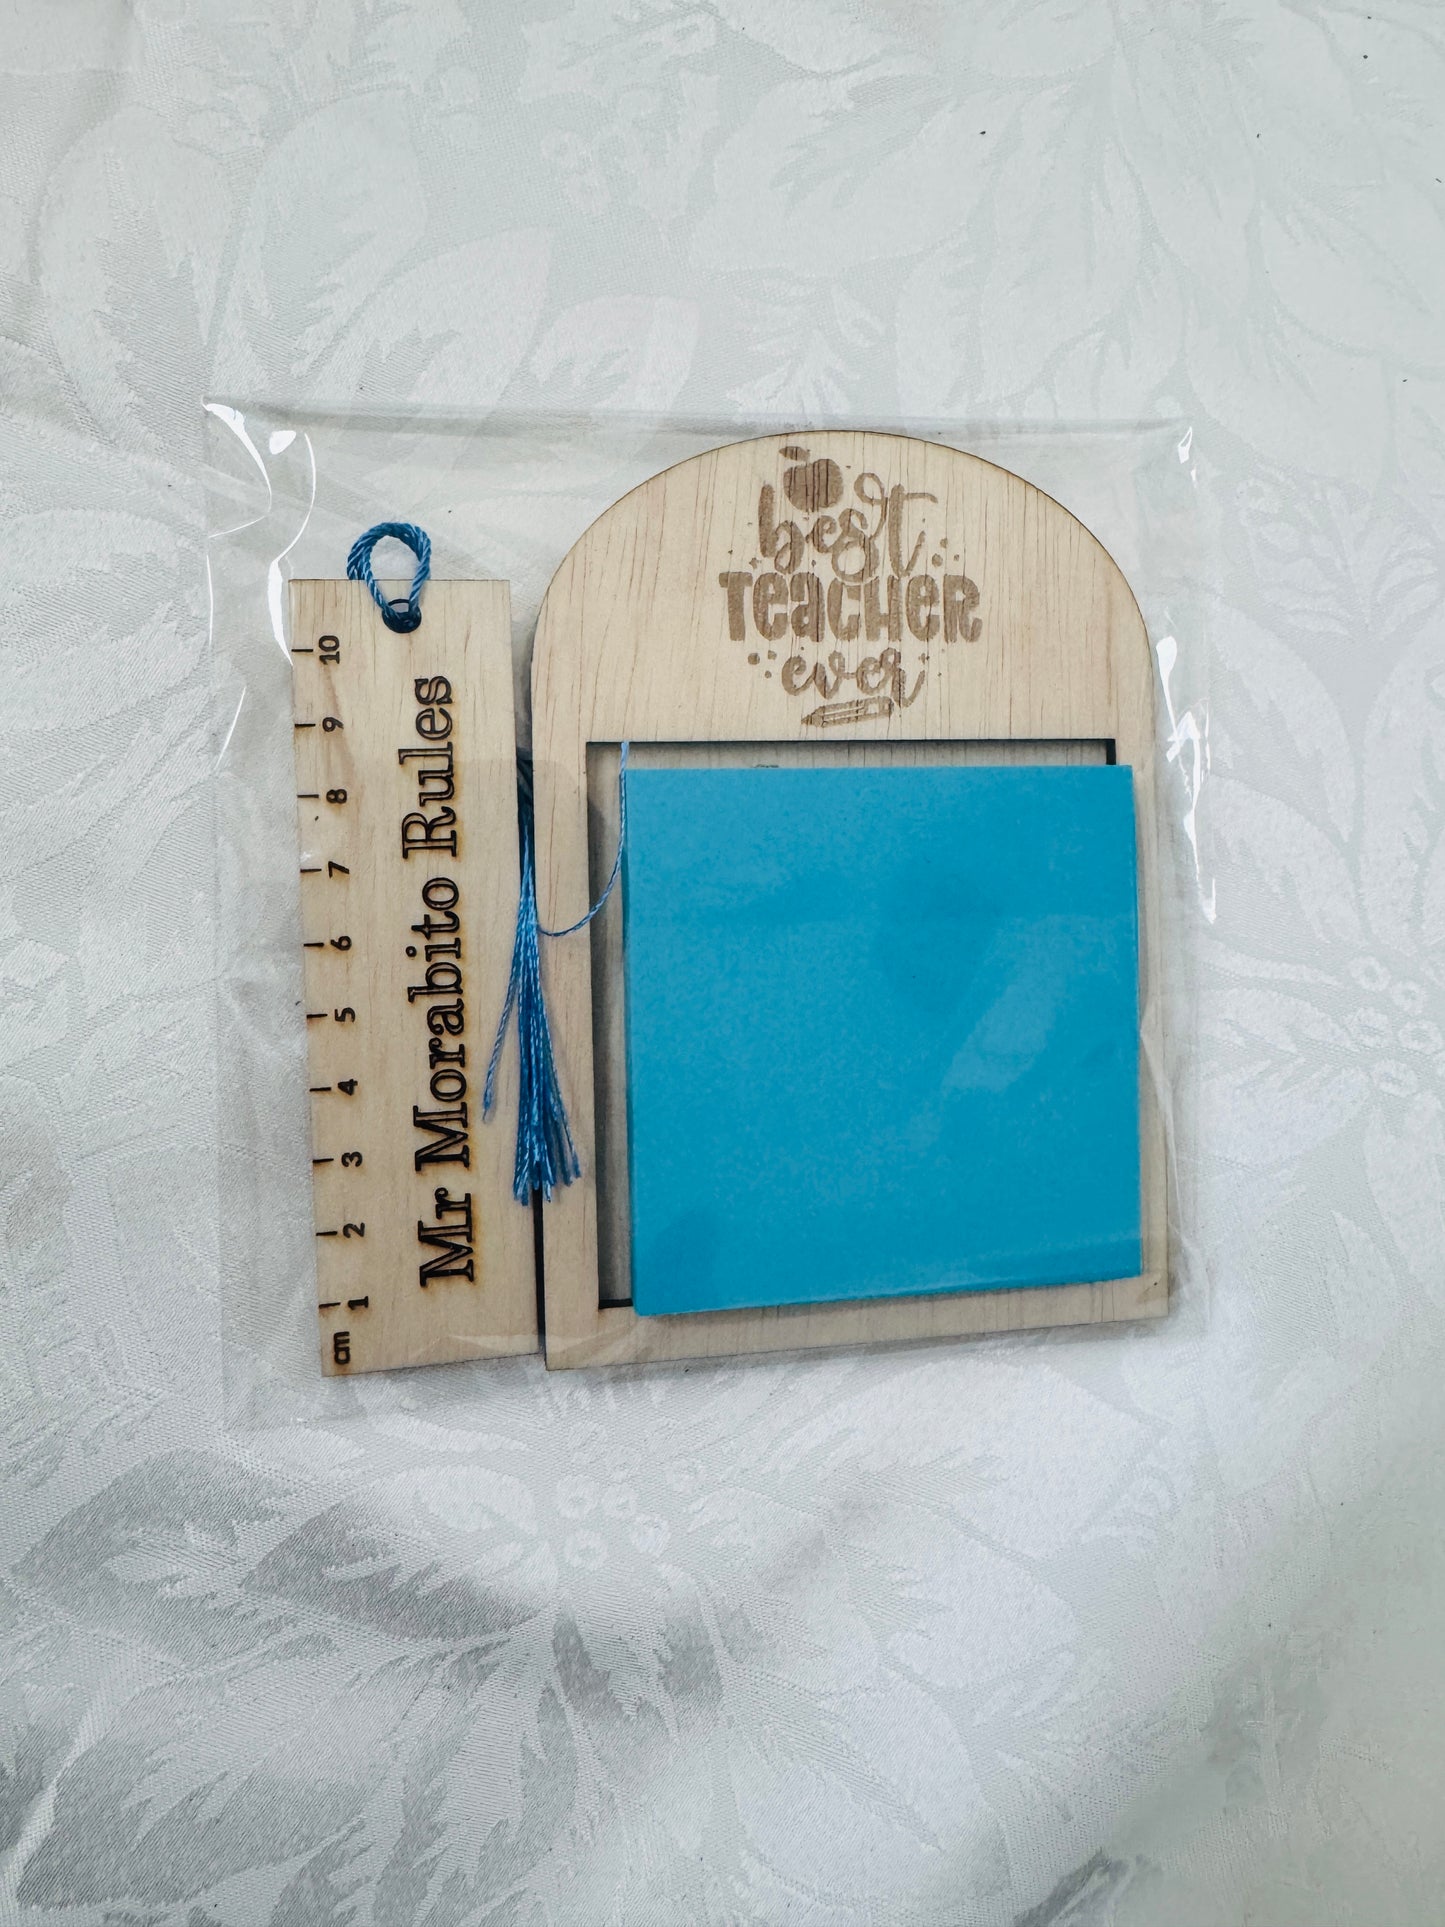 best
TEACHER
ever
Mr Morabito Rules
cm 1 2 3 4 5 6 7 8 9 10